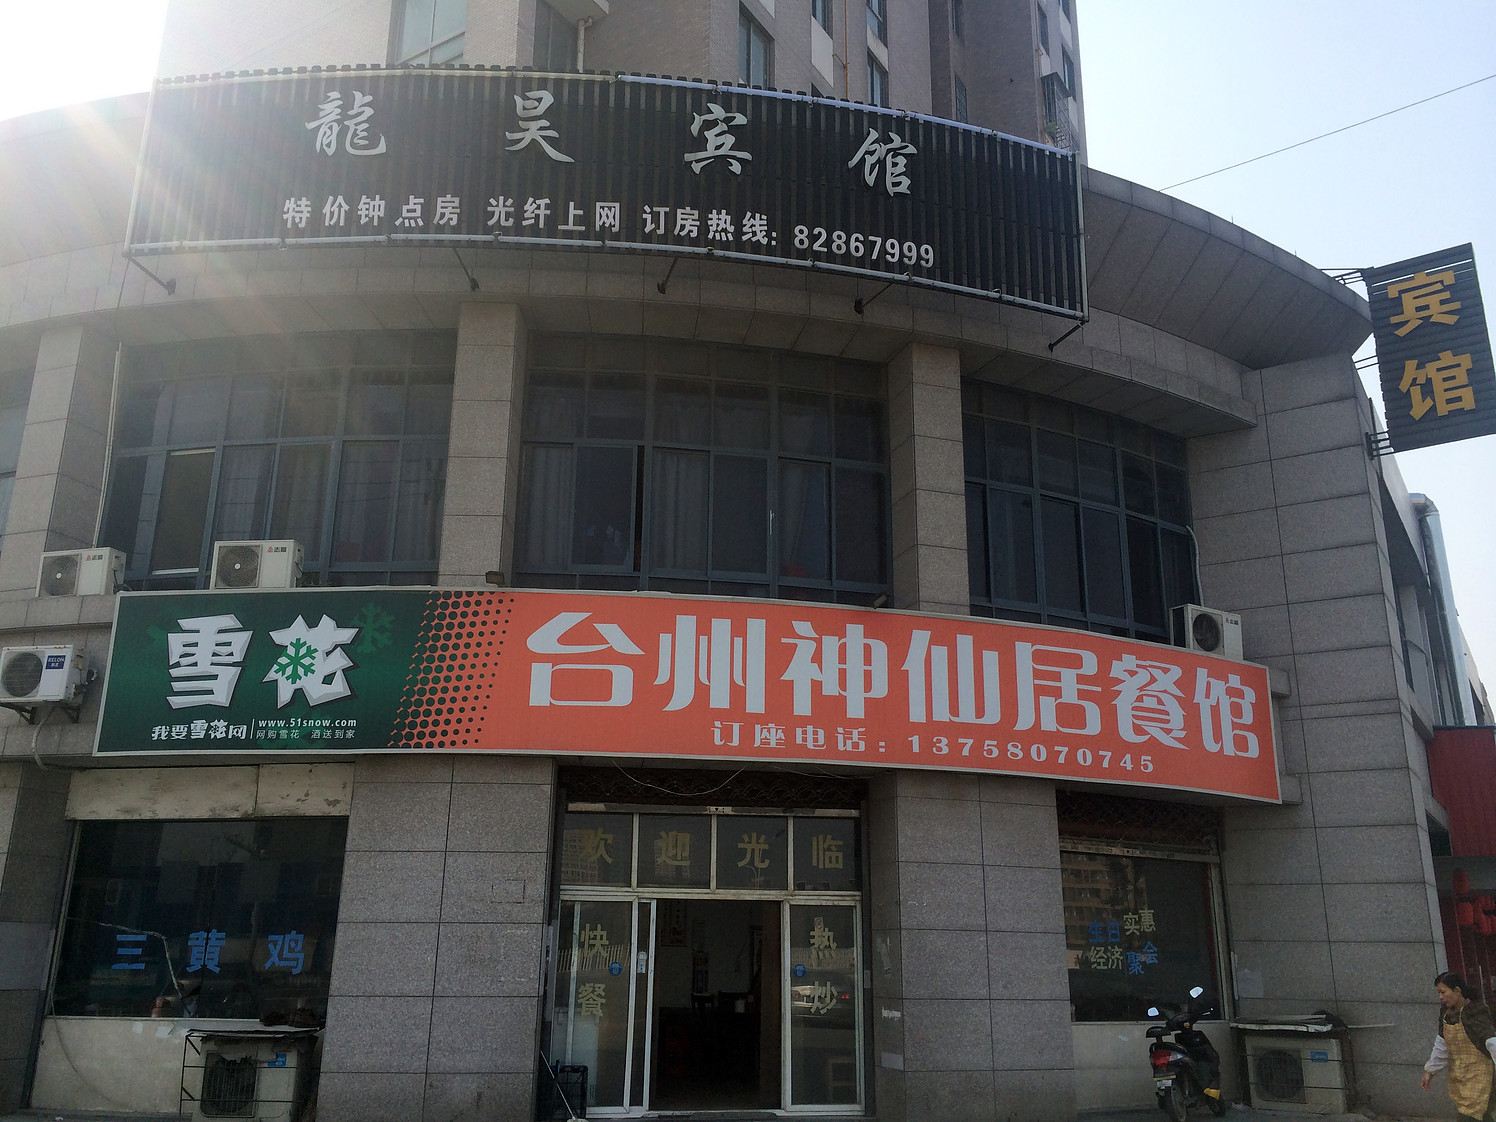 龍昊宾馆
特价钟点房 光纤上网 订房热线: 82867999
宾馆
雪花
我要雪花网
www.51snow.com
网购雪花 酒送到家
台州神仙居餐馆
订座电话: 13758070745
欢迎光临
快餐
热炒
三黄鸡
生日实惠
经济聚会